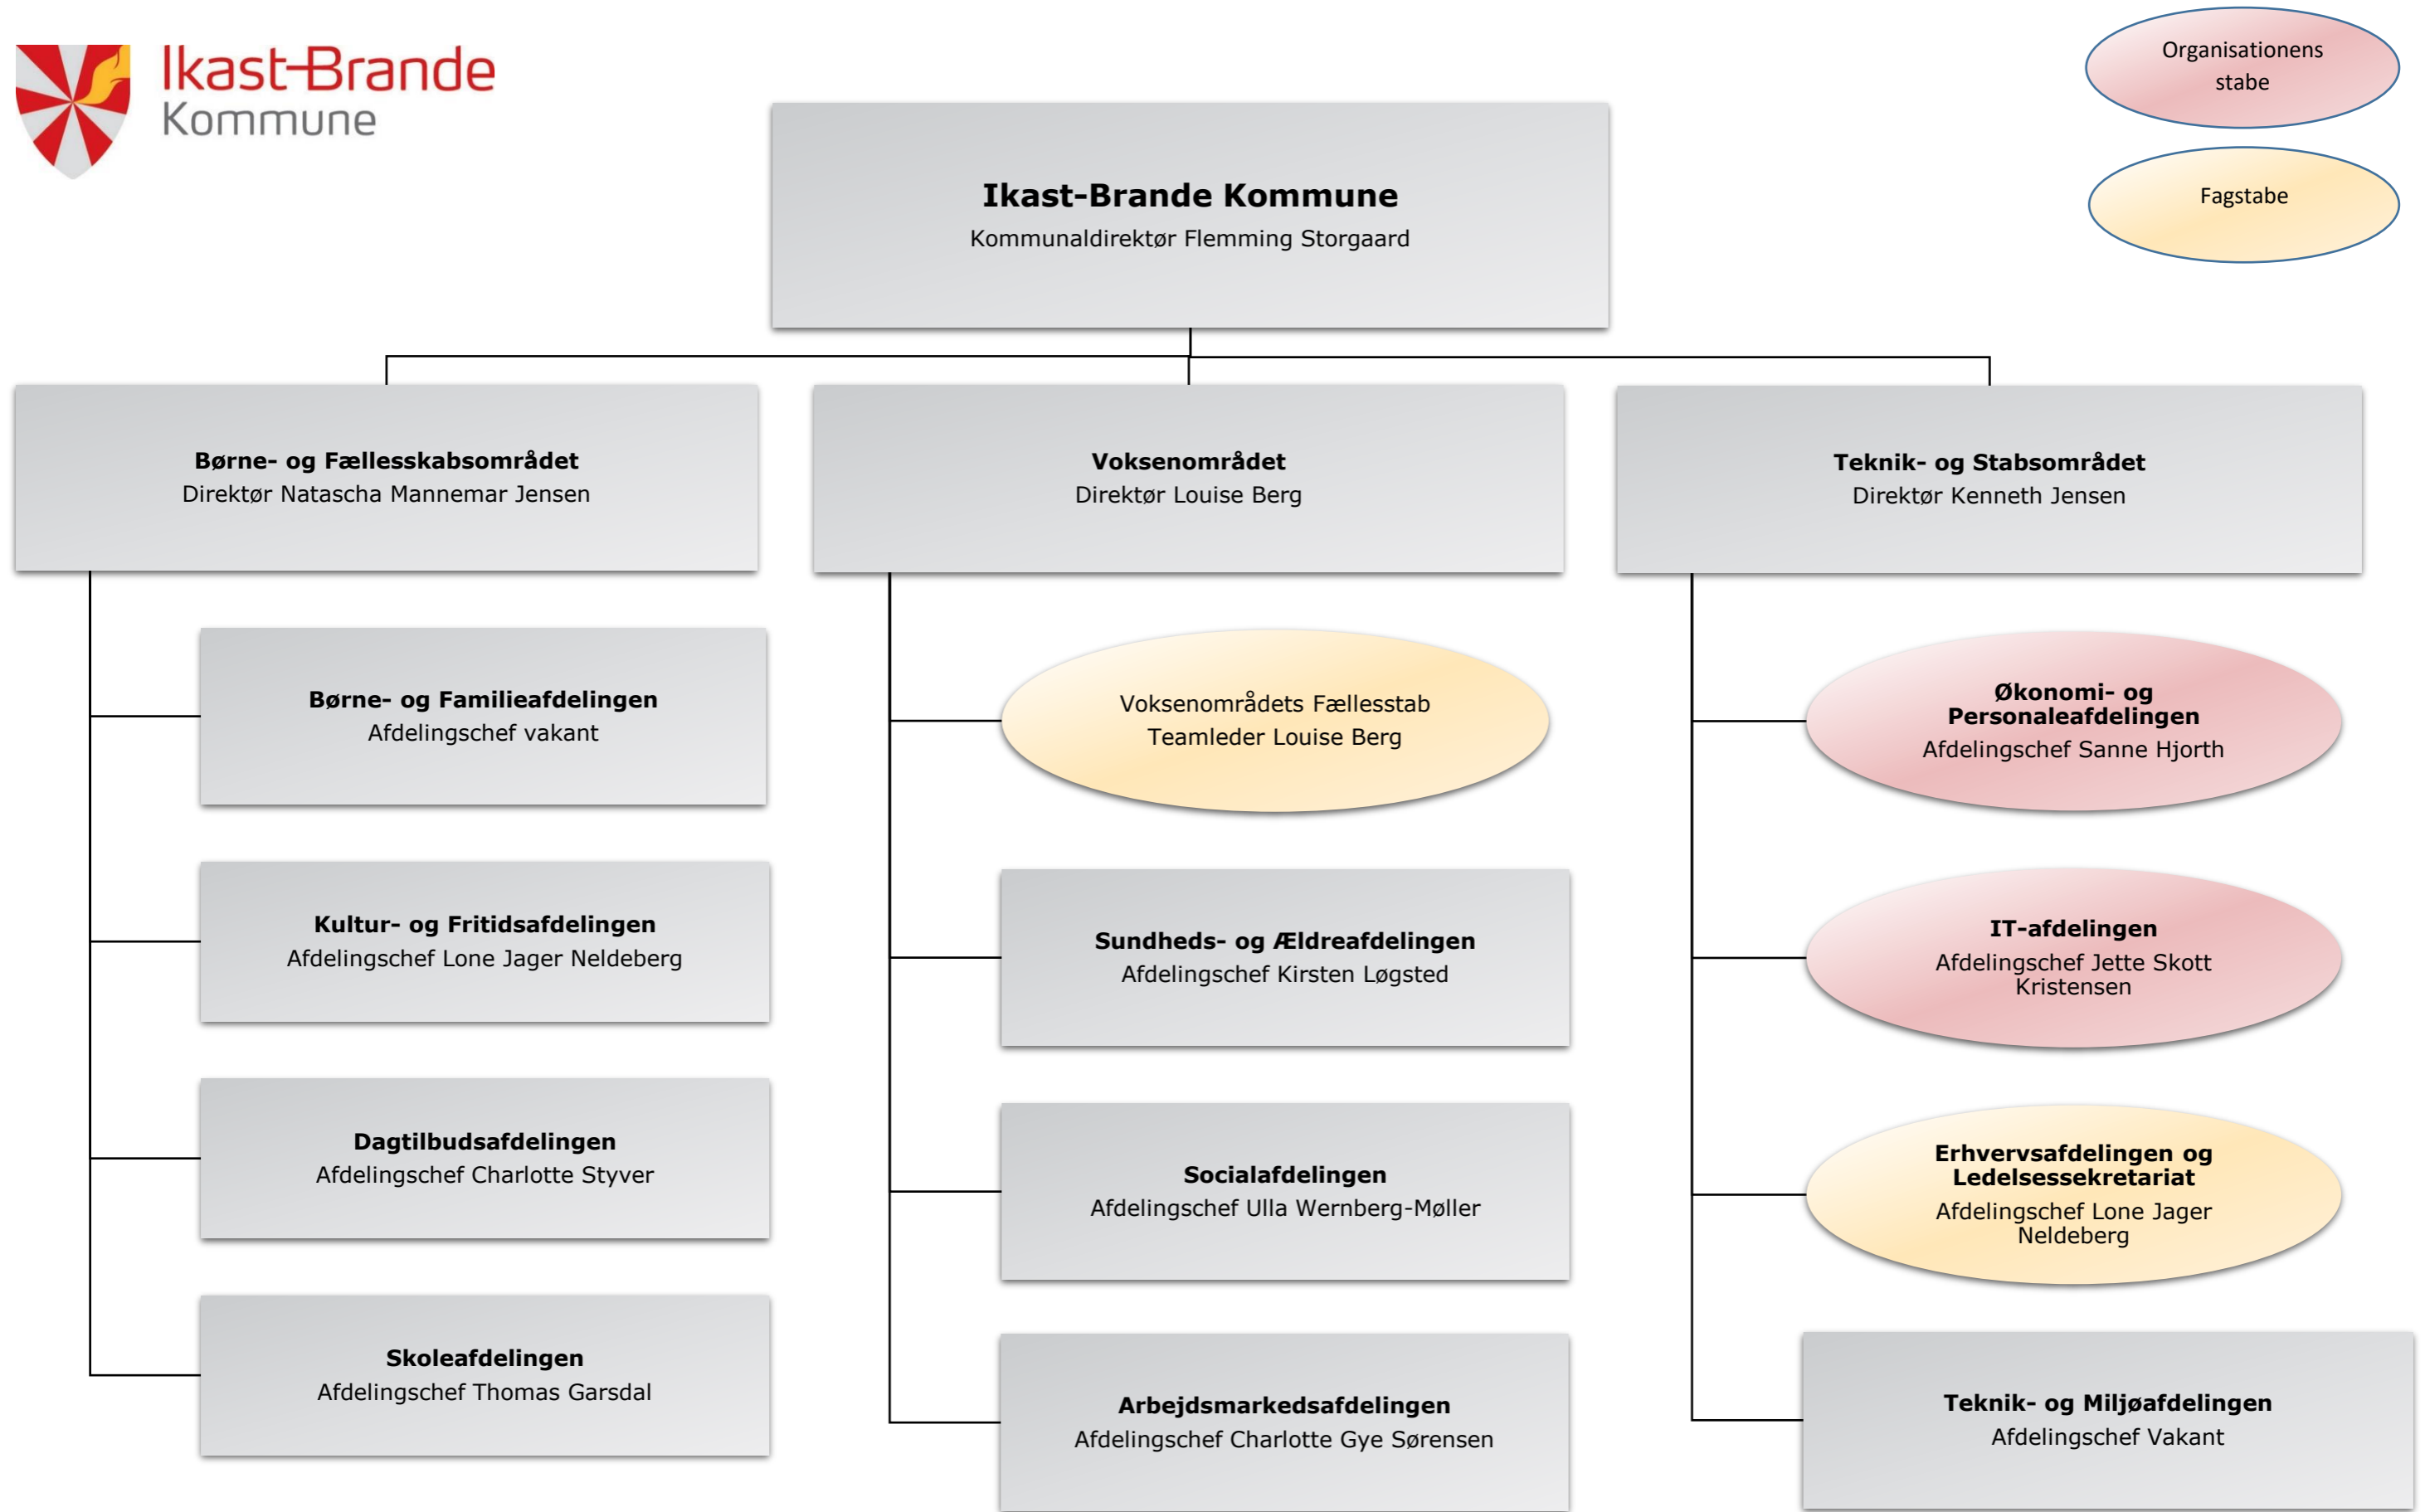 Ikast-Brande
Kommune
Organisationens
stabe
Fagstabe
Ikast-Brande Kommune
Kommunaldirektør Flemming Storgaard
Børne- og Fællesskabsområdet
Direktør Natascha Mannemar Jensen
Børne- og Familieafdelingen
Afdelingschef vakant
Kultur- og Fritidsafdelingen
Afdelingschef Lone Jager Neldeberg
Dagtilbudsafdelingen
Afdelingschef Charlotte Styver
Skoleafdelingen
Afdelingschef Thomas Garsdal
Voksenområdet
Direktør Louise Berg
Voksenområdets Fællesstab
Teamleder Louise Berg
Sundheds- og Ældreafdelingen
Afdelingschef Kirsten Løgsted
Socialafdelingen
Afdelingschef Ulla Wernberg-Møller
Arbejdsmarkedsafdelingen
Afdelingschef Charlotte Gye Sørensen
Teknik- og Stabsområdet
Direktør Kenneth Jensen
Økonomi- og
Personaleafdelingen
Afdelingschef Sanne Hjorth
IT-afdelingen
Afdelingschef Jette Skott
Kristensen
Erhvervsafdelingen og
Ledelsessekretariat
Afdelingschef Lone Jager
Neldeberg
Teknik- og Miljøafdelingen
Afdelingschef Vakant